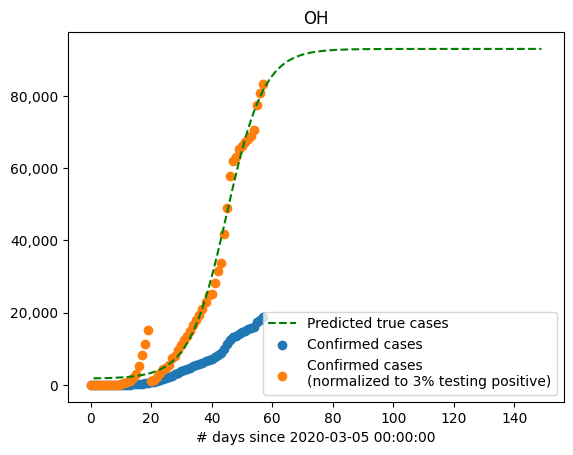 OH
80,000
60,000
40,000
20,000
0
0 20 40 60 80 100 120 140
# days since 2020-03-05 00:00:00
Predicted true cases
Confirmed cases
Confirmed cases
(normalized to 3% testing positive)